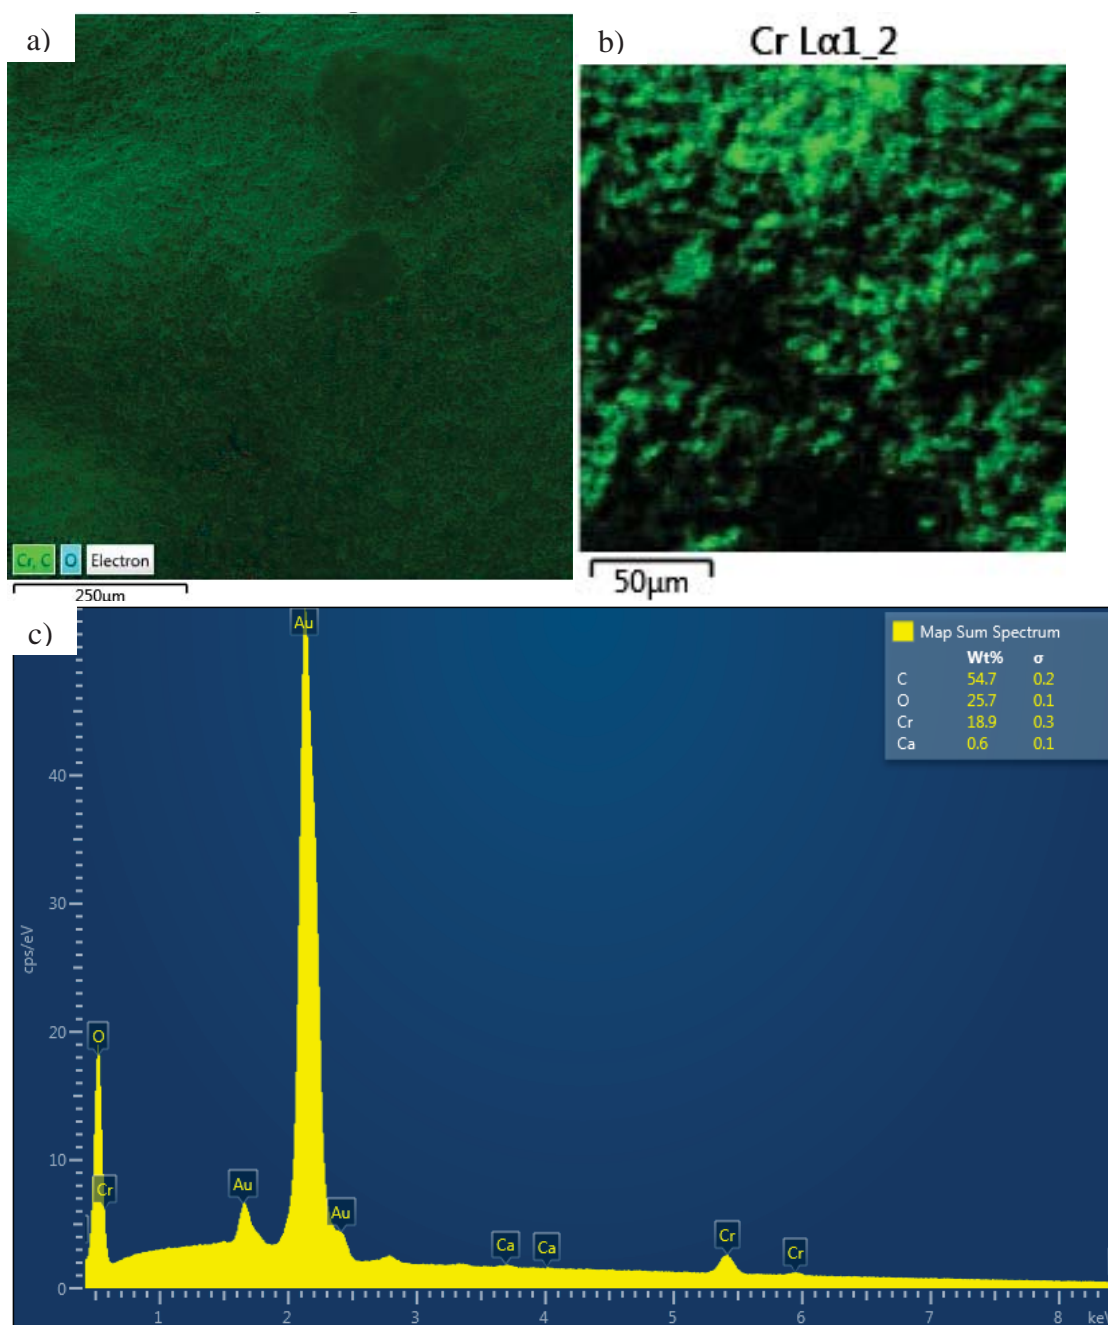 a)
b)
Cr Lα1_2
Cr, C O Electron
250µm
50µm
c)
Au
Map Sum Spectrum
Wt% σ
C 54.7 0.2
O 25.7 0.1
Cr 18.9 0.3
Ca 0.6 0.1
40
30
cps/eV
20
O
10
Cr
Au
Au
Ca
Ca
Cr
Cr
0
1 2 3 4 5 6 7 8 keV